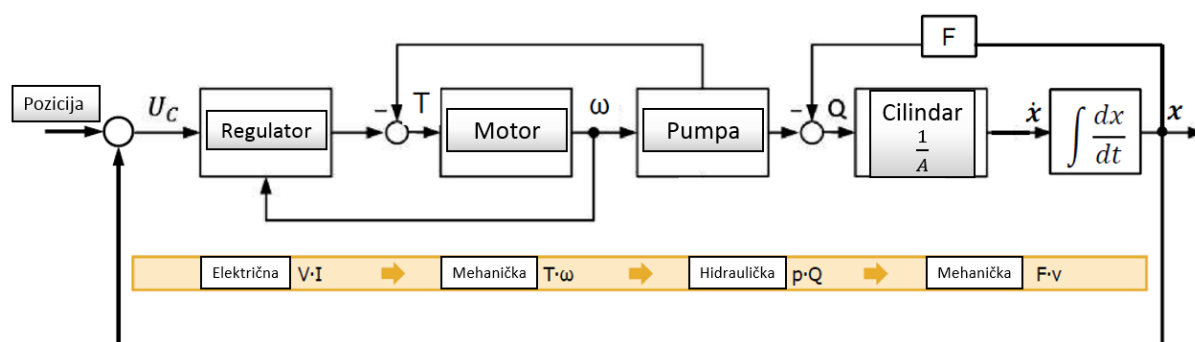 F
Pozicija
U_C
Regulator
−
T
Motor
ω
Pumpa
−
Q
Cilindar
1
A
ẋ
∫ dx
dt
x
Električna V·I
Mehanička T·ω
Hidraulička p·Q
Mehanička F·v